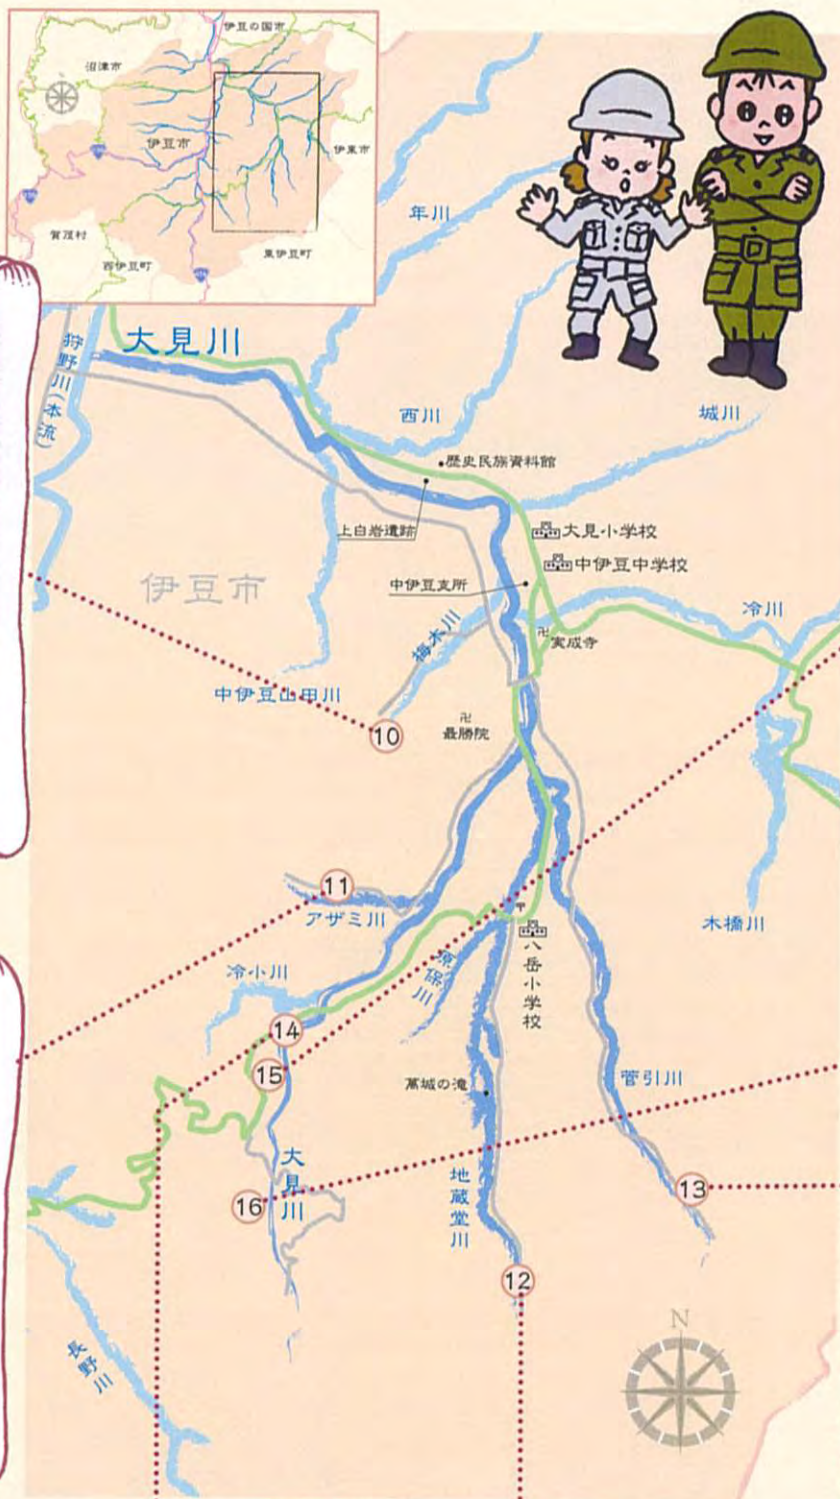 伊豆の国市
沼津市
伊豆市
伊東市
賀茂村
西伊豆町
東伊豆町
年川
大見川
狩野川(本流)
西川
城川
歴史民族資料館
上白岩遺跡
大見小学校
中伊豆中学校
中伊豆支所
伊豆市
冷川
梅木川
実成寺
中伊豆山田川
最勝院
10
11
アザミ川
木橋川
八岳小学校
原保川
冷小川
14
15
菅引川
萬城の滝
大見川
地蔵堂川
13
16
12
長野川
N